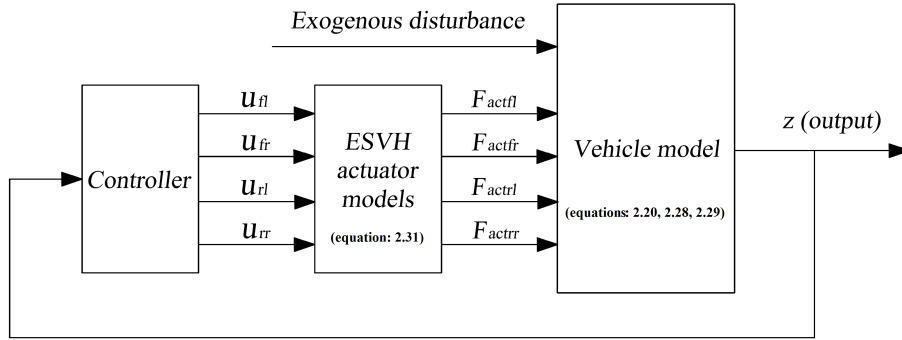 Exogenous disturbance
u fl
u fr
u rl
u rr
Controller
ESVH
actuator
models
(equation: 2.31)
F actfl
F actfr
F actrl
F actrr
Vehicle model
(equations: 2.20, 2.28, 2.29)
z (output)